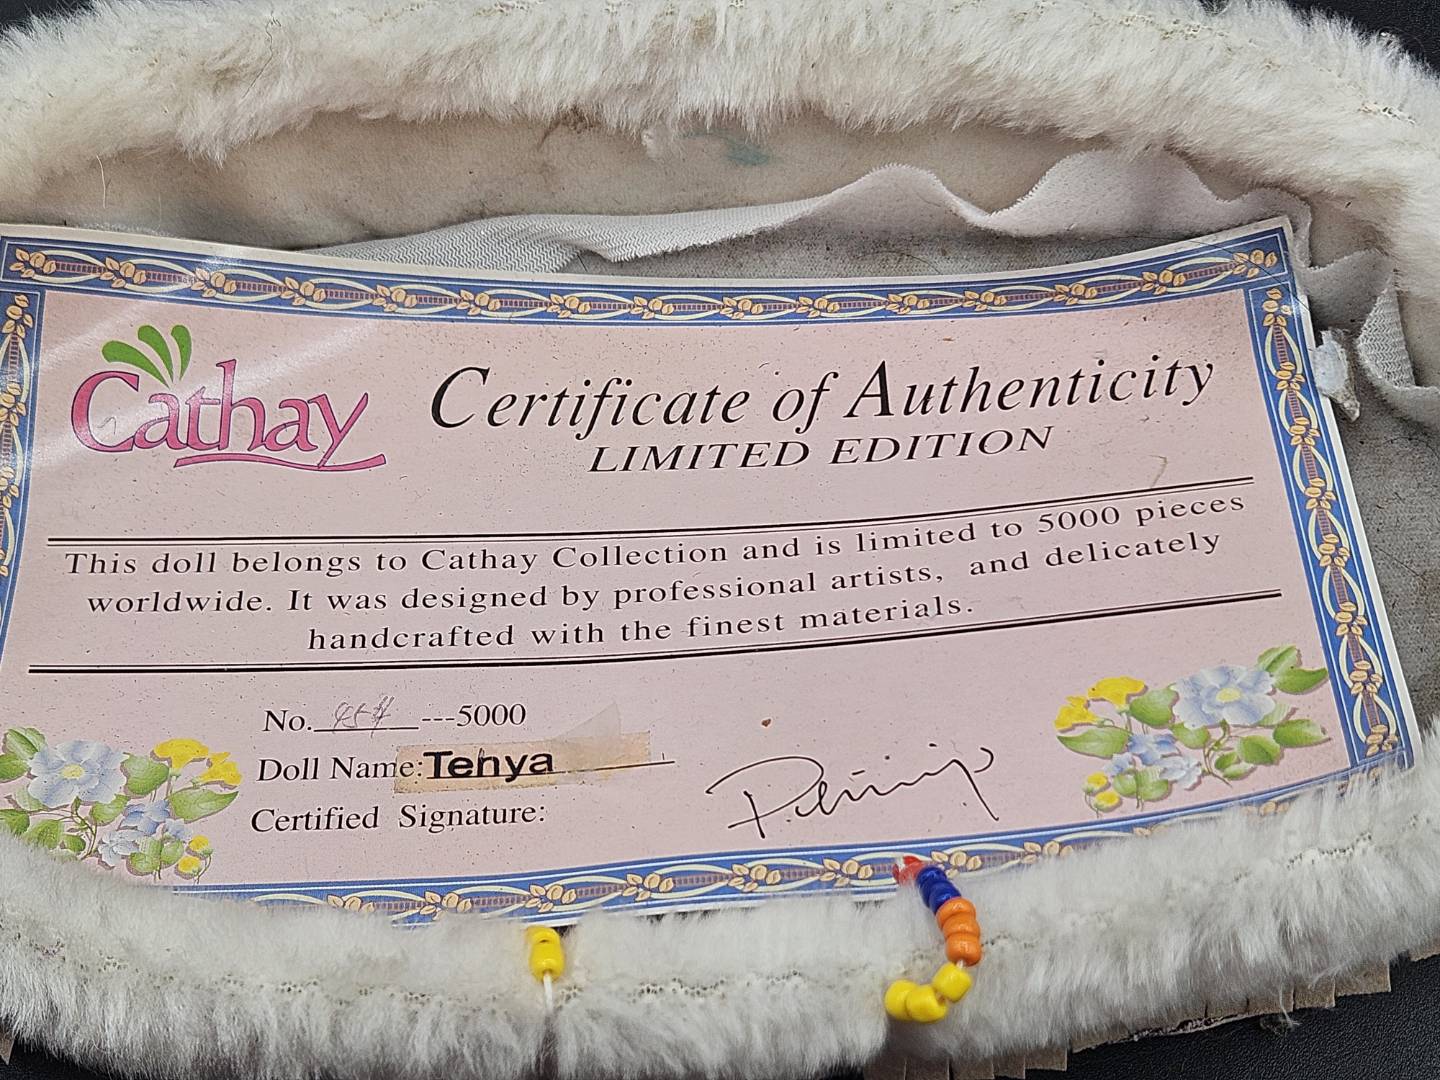 Cathay
Certificate of Authenticity
LIMITED EDITION
This doll belongs to Cathay Collection and is limited to 5000 pieces
worldwide. It was designed by professional artists, and delicately
handcrafted with the finest materials.
No. ---5000
Doll Name: Tenya
Certified Signature: